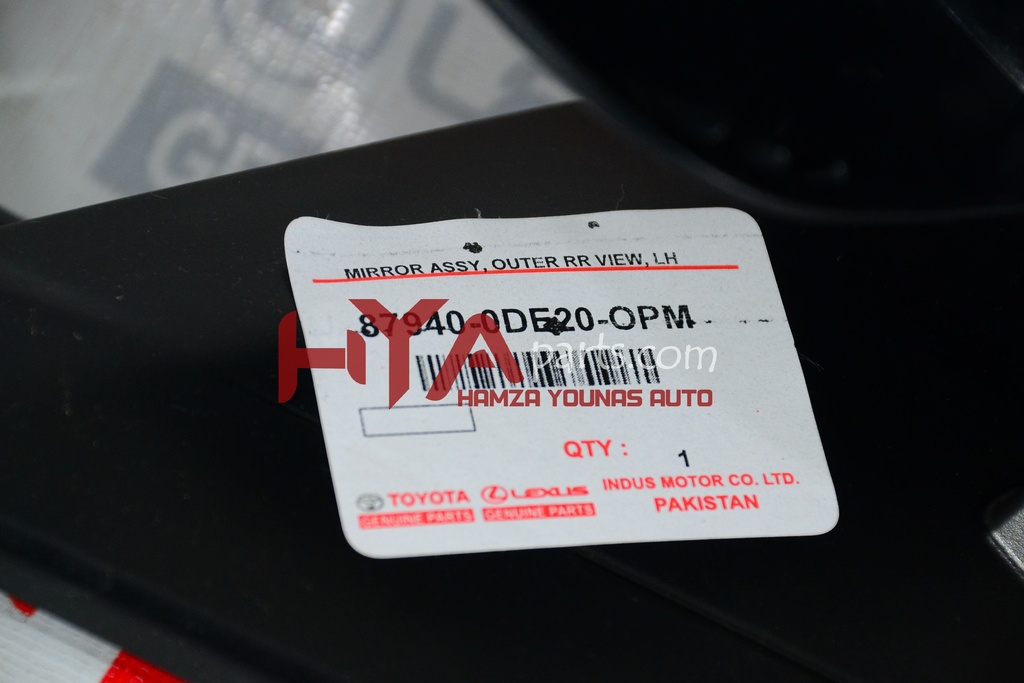 MIRROR ASSY, OUTER RR VIEW, LH
87940-0DE20-OPM
HYA parts.com
HAMZA YOUNAS AUTO
QTY : 1
TOYOTA LEXUS INDUS MOTOR CO. LTD.
GENUINE PARTS GENUINE PARTS PAKISTAN